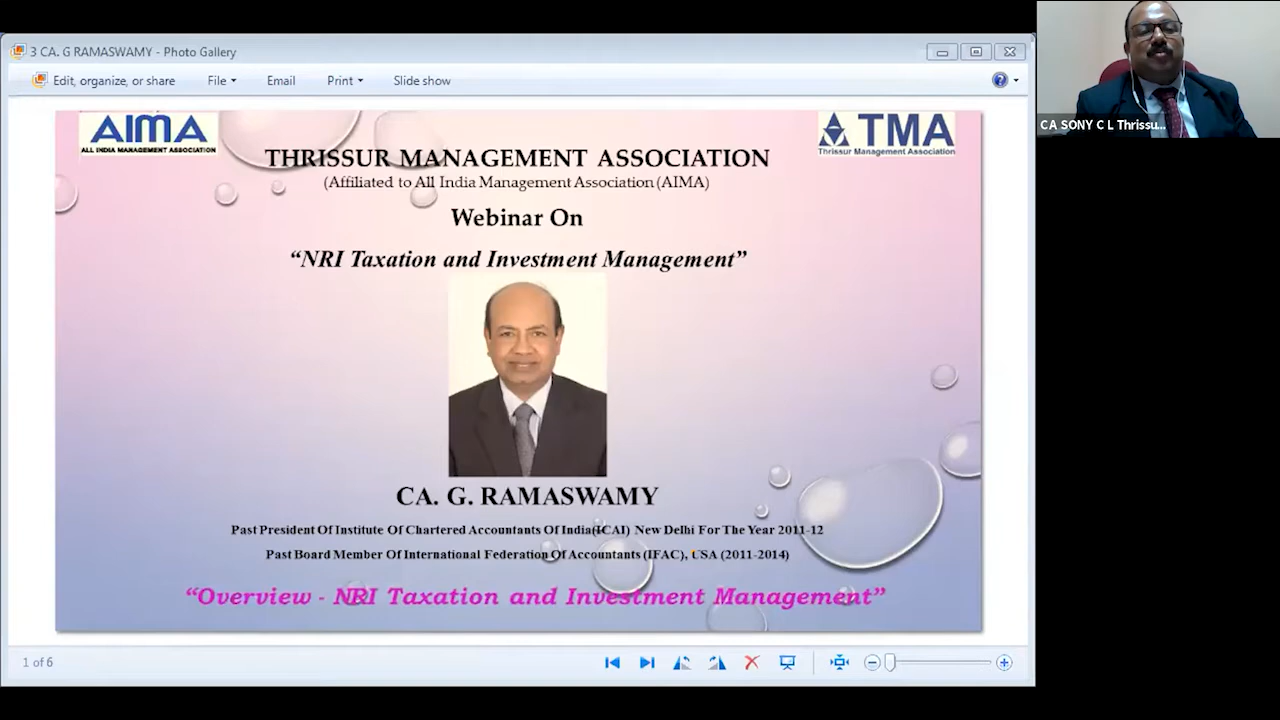 3 CA. G RAMASWAMY - Photo Gallery
Edit, organize, or share File Email Print Slide show
AIMA
ALL INDIA MANAGEMENT ASSOCIATION
TMA
Thrissur Management Association
THRISSUR MANAGEMENT ASSOCIATION
(Affiliated to All India Management Association (AIMA)
Webinar On
“NRI Taxation and Investment Management”
CA. G. RAMASWAMY
Past President Of Institute Of Chartered Accountants Of India(ICAI) New Delhi For The Year 2011-12
Past Board Member Of International Federation Of Accountants (IFAC), USA (2011-2014)
“Overview - NRI Taxation and Investment Management”
1 of 6
CA SONY C L Thrissu...